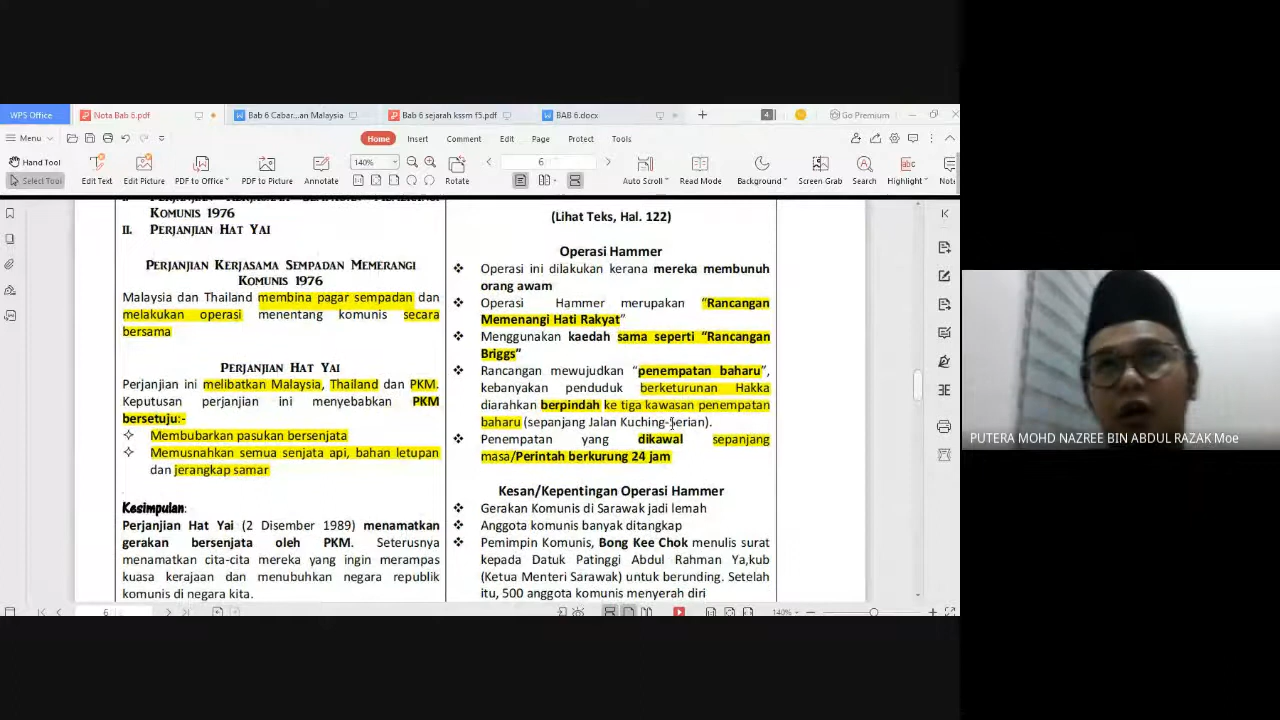 WPS Office
Nota Bab 6.pdf
Bab 6 Cabar...an Malaysia
Bab 6 sejarah kssm f5.pdf
BAB 6.docx
4
Go Premium
Menu
Home
Insert
Comment
Edit
Page
Protect
Tools
Hand Tool
Select Tool
Edit Text
Edit Picture
PDF to Office
PDF to Picture
Annotate
140%
Rotate
6
Auto Scroll
Read Mode
Background
Screen Grab
Search
Highlight
KOMUNIS 1976
II. PERJANJIAN HAT YAI
PERJANJIAN KERJASAMA SEMPADAN MEMERANGI
KOMUNIS 1976
Malaysia dan Thailand membina pagar sempadan dan
melakukan operasi menentang komunis secara
bersama
PERJANJIAN HAT YAI
Perjanjian ini melibatkan Malaysia, Thailand dan PKM.
Keputusan perjanjian ini menyebabkan PKM
bersetuju:-
Membubarkan pasukan bersenjata
Memusnahkan semua senjata api, bahan letupan
dan jerangkap samar
Kesimpulan:
Perjanjian Hat Yai (2 Disember 1989) menamatkan
gerakan bersenjata oleh PKM. Seterusnya
menamatkan cita-cita mereka yang ingin merampas
kuasa kerajaan dan menubuhkan negara republik
komunis di negara kita.
(Lihat Teks, Hal. 122)
Operasi Hammer
Operasi ini dilakukan kerana mereka membunuh
orang awam
Operasi Hammer merupakan “Rancangan
Memenangi Hati Rakyat”
Menggunakan kaedah sama seperti “Rancangan
Briggs”
Rancangan mewujudkan “penempatan baharu”,
kebanyakan penduduk berketurunan Hakka
diarahkan berpindah ke tiga kawasan penempatan
baharu (sepanjang Jalan Kuching-Serian).
Penempatan yang dikawal sepanjang
masa/Perintah berkurung 24 jam
Kesan/Kepentingan Operasi Hammer
Gerakan Komunis di Sarawak jadi lemah
Anggota komunis banyak ditangkap
Pemimpin Komunis, Bong Kee Chok menulis surat
kepada Datuk Patinggi Abdul Rahman Ya,kub
(Ketua Menteri Sarawak) untuk berunding. Setelah
itu, 500 anggota komunis menyerah diri
6
140%
PUTERA MOHD NAZREE BIN ABDUL RAZAK Moe